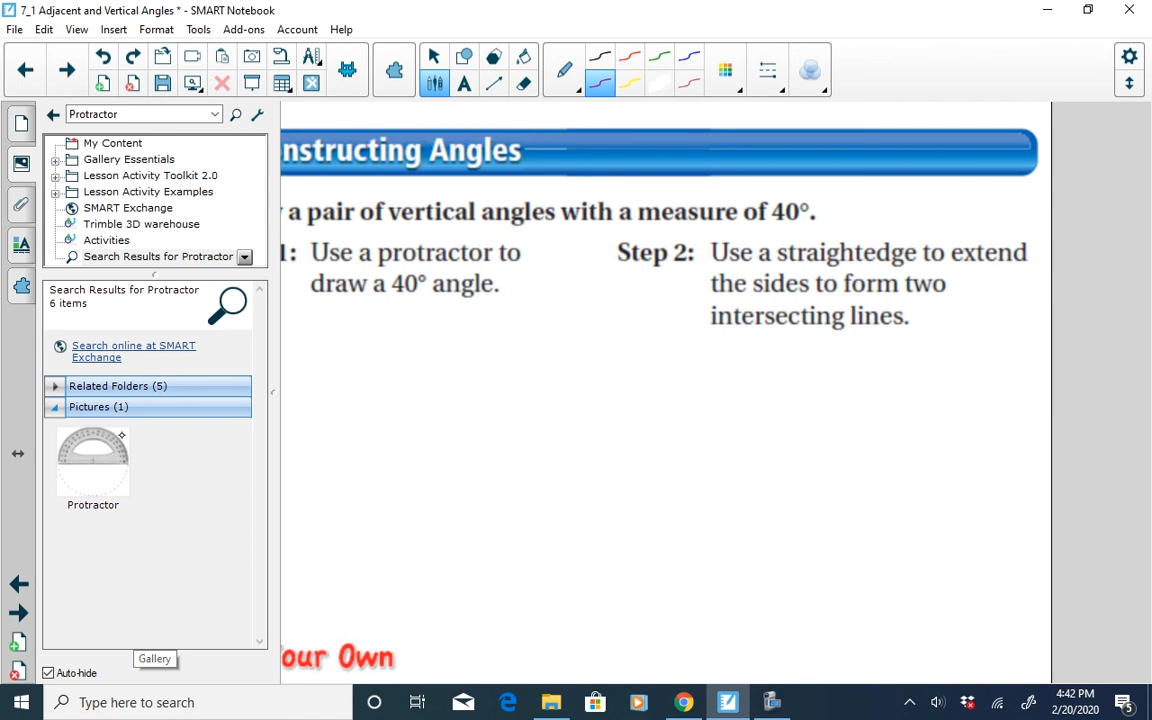 7_1 Adjacent and Vertical Angles * - SMART Notebook
File Edit View Insert Format Tools Add-ons Account Help
Protractor
My Content
Gallery Essentials
Lesson Activity Toolkit 2.0
Lesson Activity Examples
SMART Exchange
Trimble 3D warehouse
Activities
Search Results for Protractor
Search Results for Protractor
6 items
Search online at SMART
Exchange
Related Folders (5)
Pictures (1)
Protractor
Gallery
Auto-hide
nstructing Angles
a pair of vertical angles with a measure of 40°.
1: Use a protractor to
draw a 40° angle.
Step 2: Use a straightedge to extend
the sides to form two
intersecting lines.
our Own
Type here to search
4:42 PM
2/20/2020
5